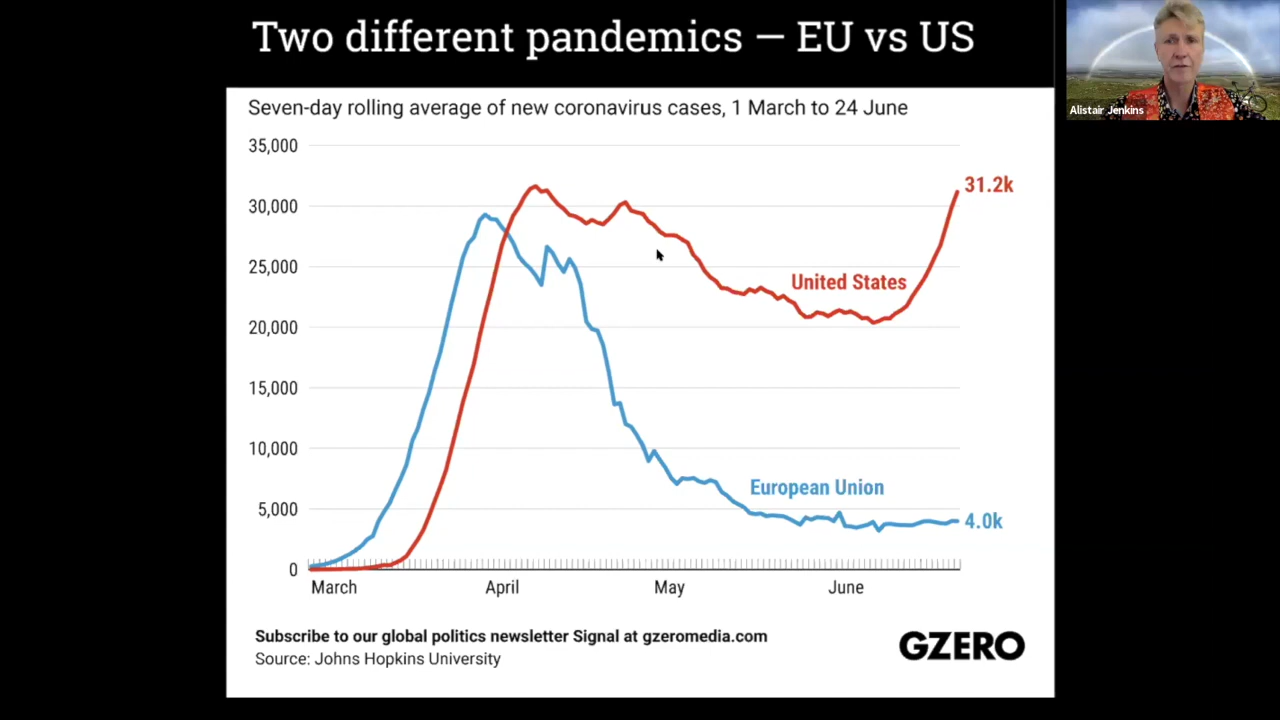 Two different pandemics — EU vs US
Alistair Jenkins
Seven-day rolling average of new coronavirus cases, 1 March to 24 June
35,000
31.2k
30,000
25,000
United States
20,000
15,000
10,000
European Union
5,000
4.0k
0
March April May June
Subscribe to our global politics newsletter Signal at gzeromedia.com
Source: Johns Hopkins University
GZERO